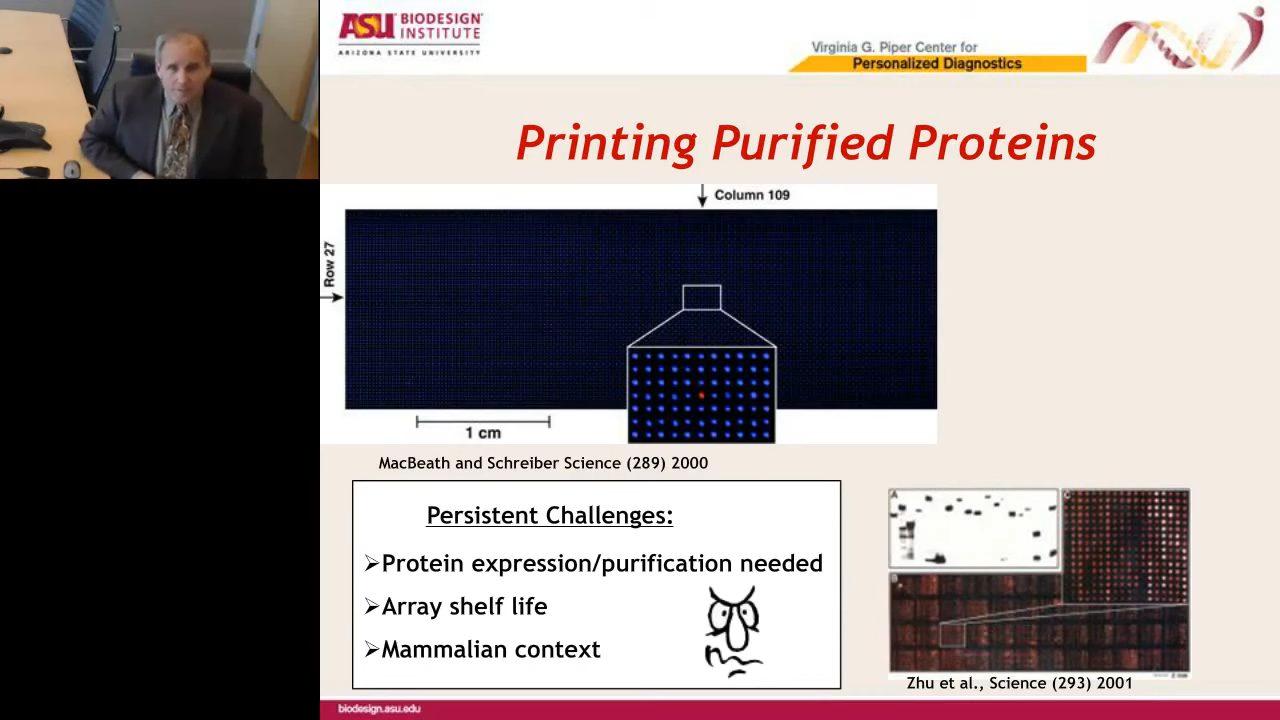 ASU BIODESIGN
INSTITUTE
ARIZONA STATE UNIVERSITY
Virginia G. Piper Center for
Personalized Diagnostics
Printing Purified Proteins
Column 109
Row 27
1 cm
MacBeath and Schreiber Science (289) 2000
Persistent Challenges:
➢Protein expression/purification needed
➢Array shelf life
➢Mammalian context
A
C
B
Zhu et al., Science (293) 2001
biodesign.asu.edu